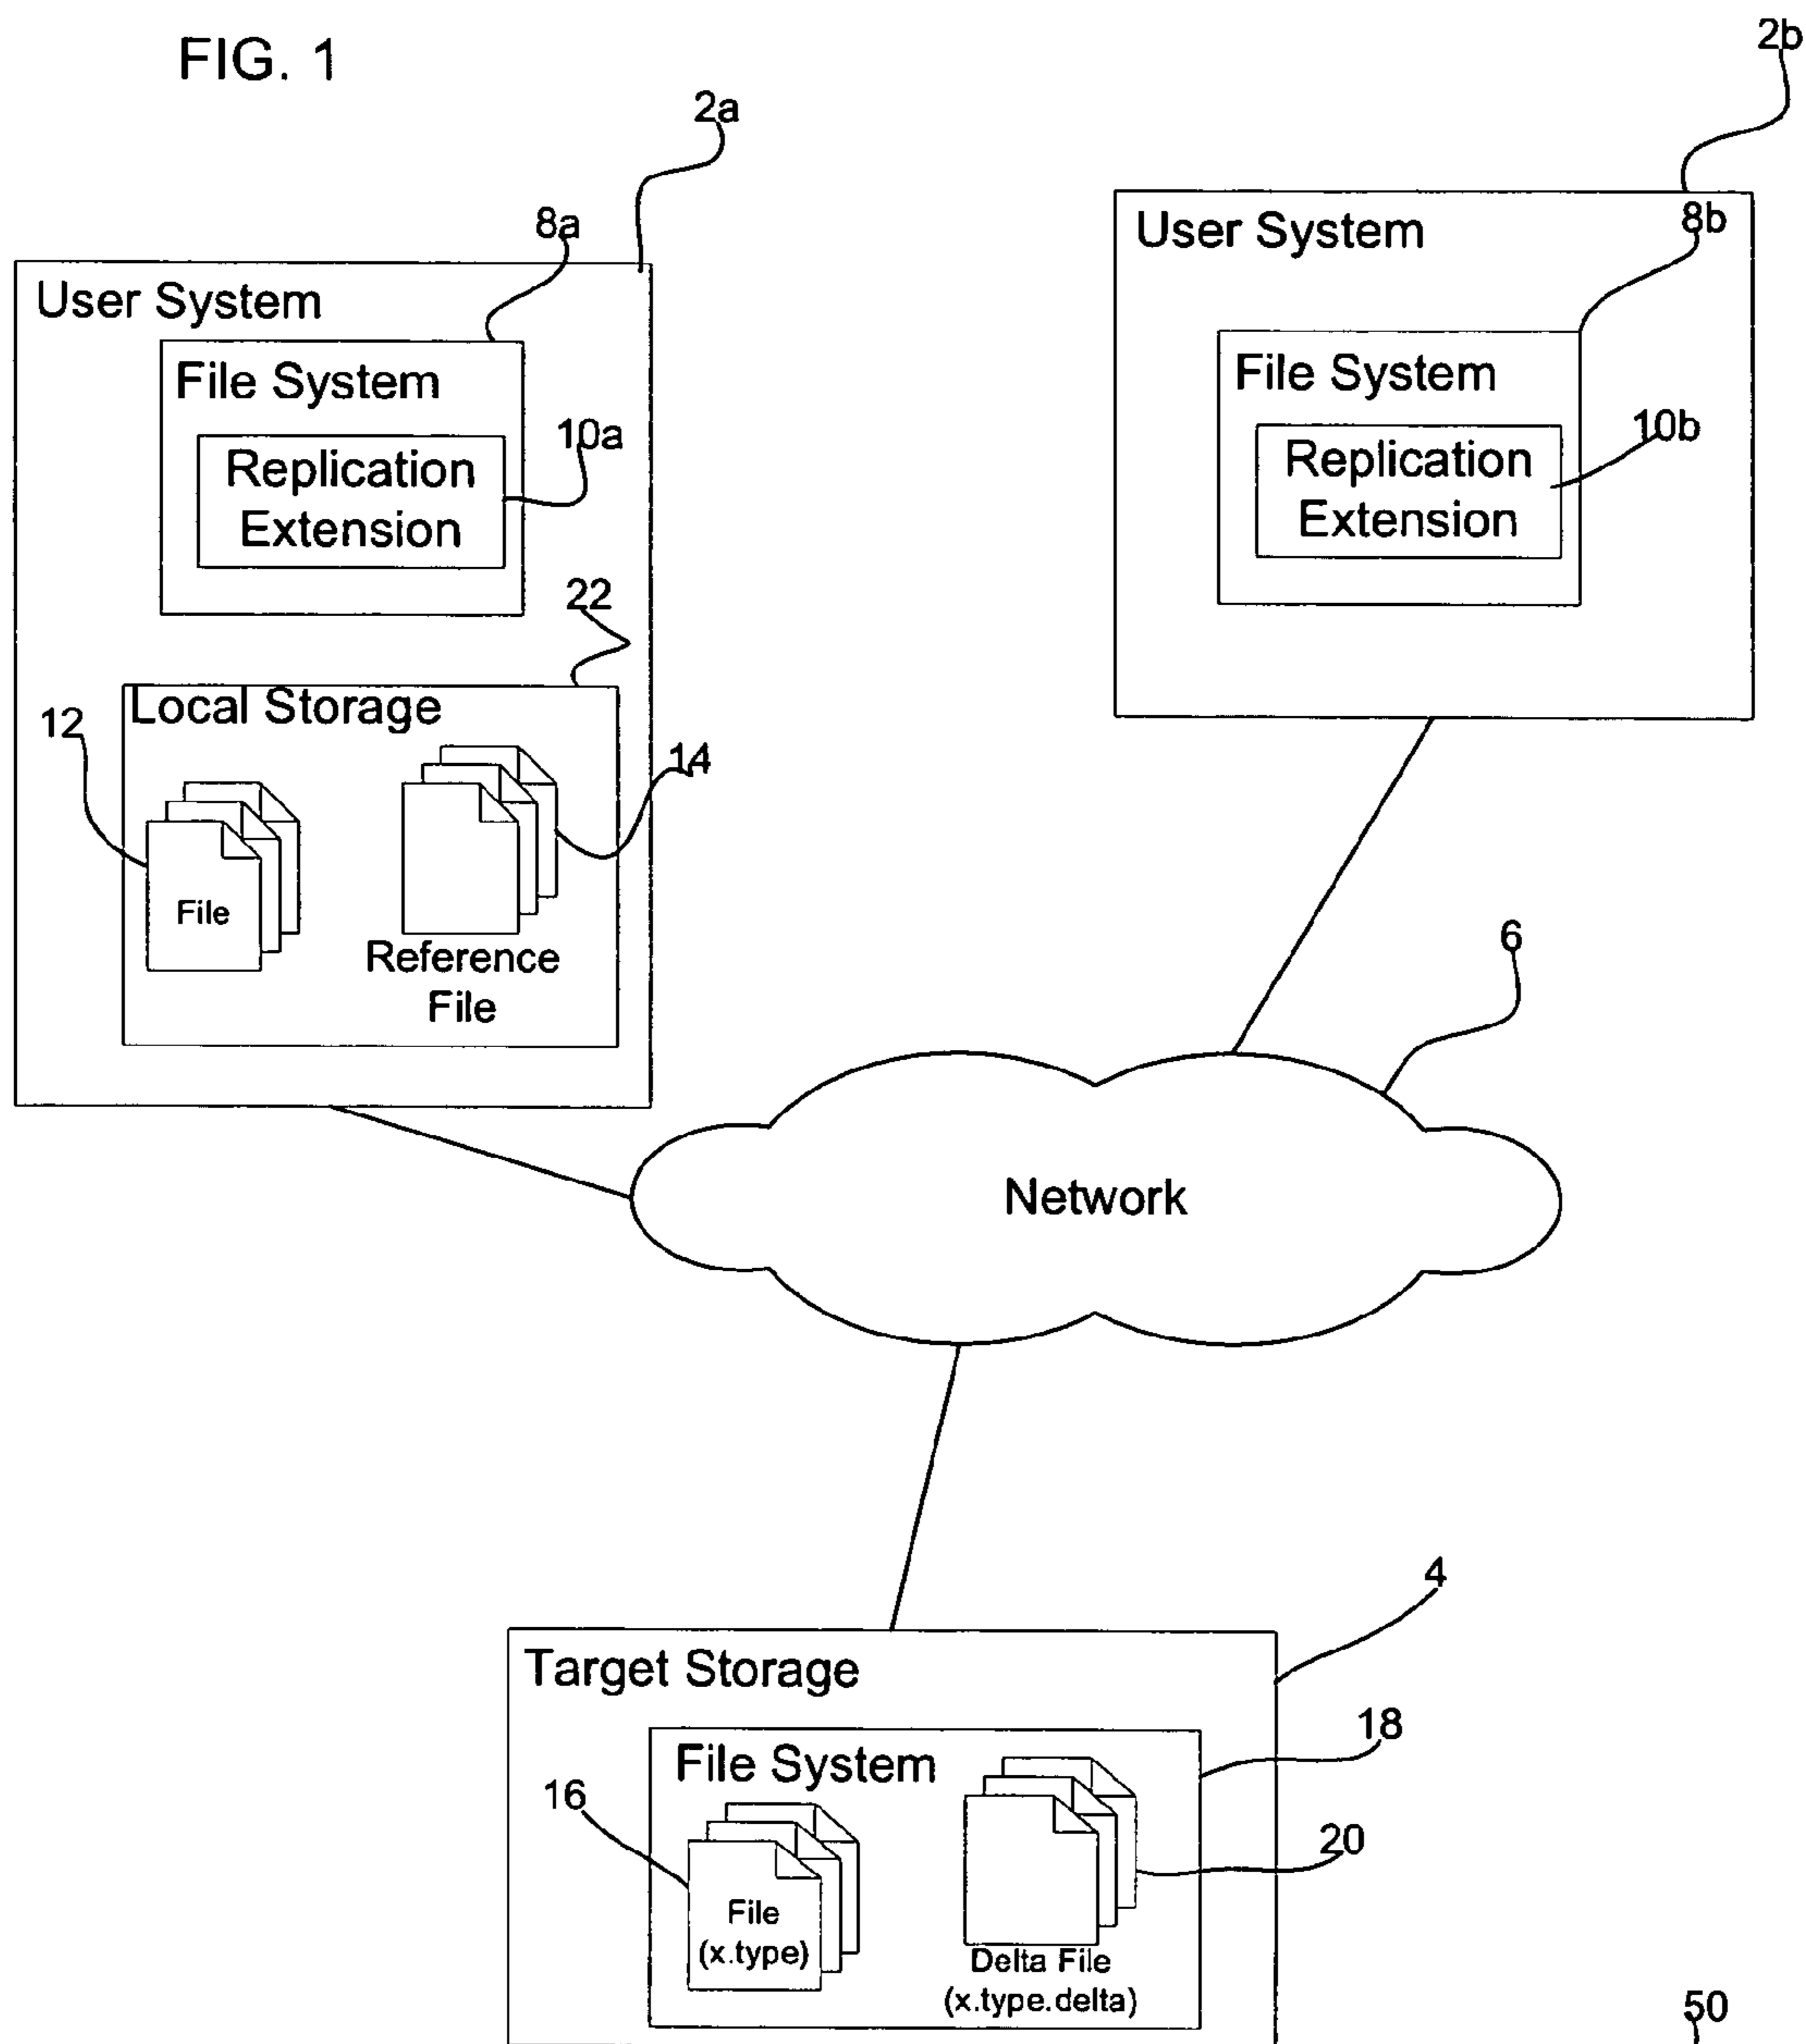 FIG. 1
2b
2a
8a
8b
User System
User System
File System
File System
10a
10b
Replication
Extension
Replication
Extension
22
Local Storage
12
14
File
Reference
File
6
Network
4
Target Storage
18
File System
16
20
File
(x.type)
Delta File
(x.type.delta)
50